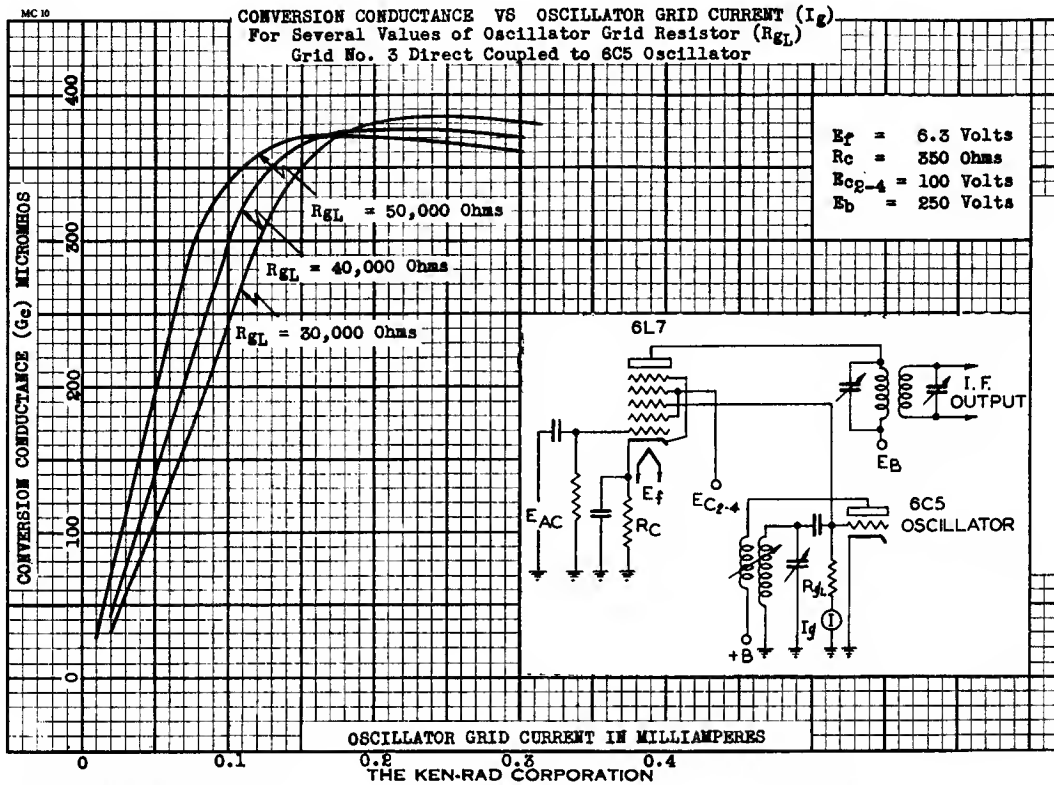 MC 10
CONVERSION CONDUCTANCE VS OSCILLATOR GRID CURRENT (Ig)
For Several Values of Oscillator Grid Resistor (RgL)
Grid No. 3 Direct Coupled to 6C5 Oscillator
Ef = 6.3 Volts
Rc = 350 Ohms
Ec2-4 = 100 Volts
Eb = 250 Volts
CONVERSION CONDUCTANCE (Gc) MICROMHOS
400
300
200
100
0
RgL = 50,000 Ohms
RgL = 40,000 Ohms
RgL = 30,000 Ohms
6L7
I.F.
OUTPUT
EB
EAC
Ef
RC
EC2-4
6C5
OSCILLATOR
RgL
Ig
I
+B
OSCILLATOR GRID CURRENT IN MILLIAMPERES
0 0.1 0.2 0.3 0.4
THE KEN-RAD CORPORATION